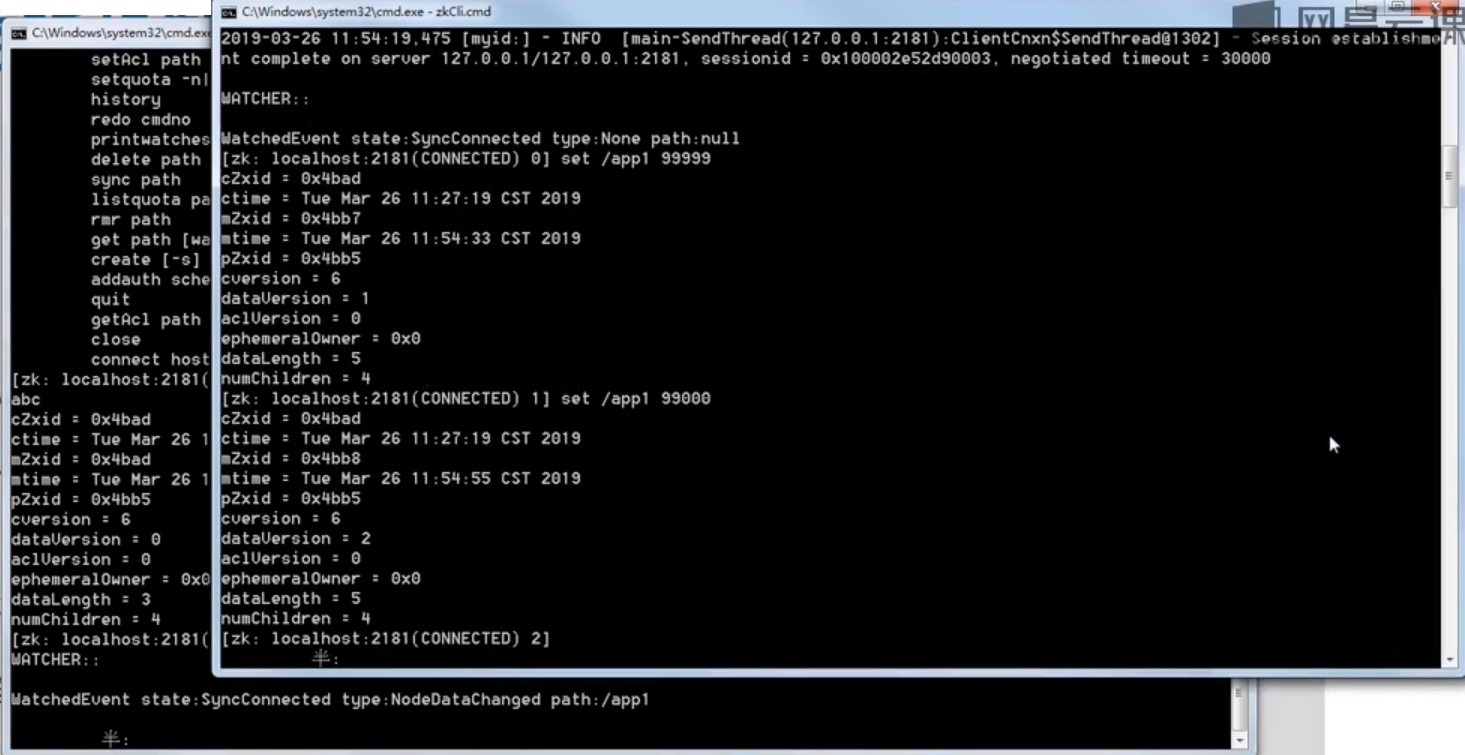 C:\Windows\system32\cmd.exe
setAcl path
setquota -n|
history
redo cmdno
printwatches
delete path
sync path
listquota pa
rmr path
get path [wa
create [-s]
addauth sche
quit
getAcl path
close
connect host
[zk: localhost:2181(
abc
cZxid = 0x4bad
ctime = Tue Mar 26 1
mZxid = 0x4bad
mtime = Tue Mar 26 1
pZxid = 0x4bb5
cversion = 6
dataVersion = 0
aclVersion = 0
ephemeralOwner = 0x0
dataLength = 3
numChildren = 4
[zk: localhost:2181(
WATCHER::
WatchedEvent state:SyncConnected type:NodeDataChanged path:/app1
半:
C:\Windows\system32\cmd.exe - zkCli.cmd
2019-03-26 11:54:19,475 [myid:] - INFO  [main-SendThread(127.0.0.1:2181):ClientCnxn$SendThread@1302] - Session establishme
nt complete on server 127.0.0.1/127.0.0.1:2181, sessionid = 0x100002e52d90003, negotiated timeout = 30000
WATCHER::
WatchedEvent state:SyncConnected type:None path:null
[zk: localhost:2181(CONNECTED) 0] set /app1 99999
cZxid = 0x4bad
ctime = Tue Mar 26 11:27:19 CST 2019
mZxid = 0x4bb7
mtime = Tue Mar 26 11:54:33 CST 2019
pZxid = 0x4bb5
cversion = 6
dataVersion = 1
aclVersion = 0
ephemeralOwner = 0x0
dataLength = 5
numChildren = 4
[zk: localhost:2181(CONNECTED) 1] set /app1 99000
cZxid = 0x4bad
ctime = Tue Mar 26 11:27:19 CST 2019
mZxid = 0x4bb8
mtime = Tue Mar 26 11:54:55 CST 2019
pZxid = 0x4bb5
cversion = 6
dataVersion = 2
aclVersion = 0
ephemeralOwner = 0x0
dataLength = 5
numChildren = 4
[zk: localhost:2181(CONNECTED) 2]
半:
网易云课